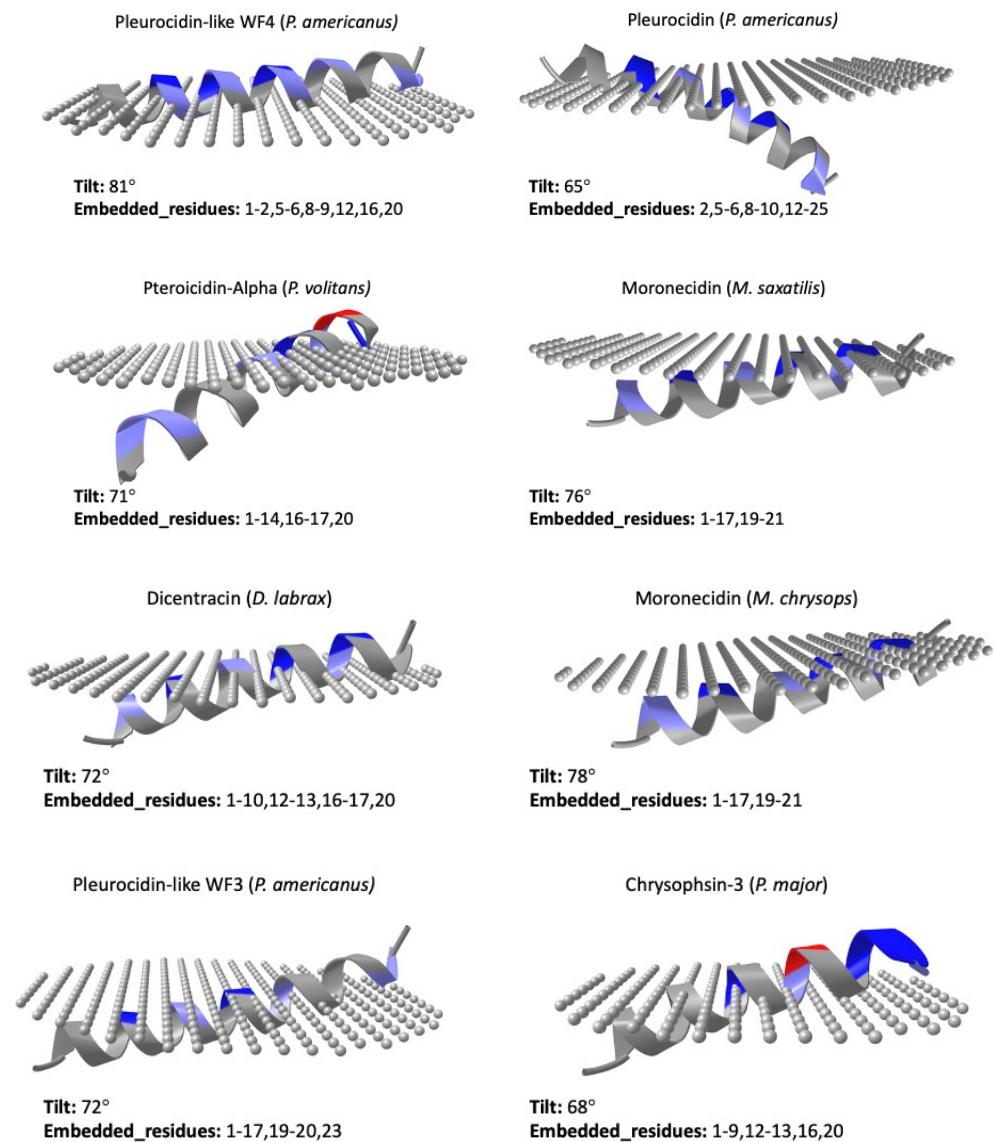 Pleurocidin-like WF4 (P. americanus)
Tilt: 81°
Embedded_residues: 1-2,5-6,8-9,12,16,20
Pleurocidin (P. americanus)
Tilt: 65°
Embedded_residues: 2,5-6,8-10,12-25
Pteroicidin-Alpha (P. volitans)
Tilt: 71°
Embedded_residues: 1-14,16-17,20
Moronecidin (M. saxatilis)
Tilt: 76°
Embedded_residues: 1-17,19-21
Dicentracin (D. labrax)
Tilt: 72°
Embedded_residues: 1-10,12-13,16-17,20
Moronecidin (M. chrysops)
Tilt: 78°
Embedded_residues: 1-17,19-21
Pleurocidin-like WF3 (P. americanus)
Tilt: 72°
Embedded_residues: 1-17,19-20,23
Chrysophsin-3 (P. major)
Tilt: 68°
Embedded_residues: 1-9,12-13,16,20